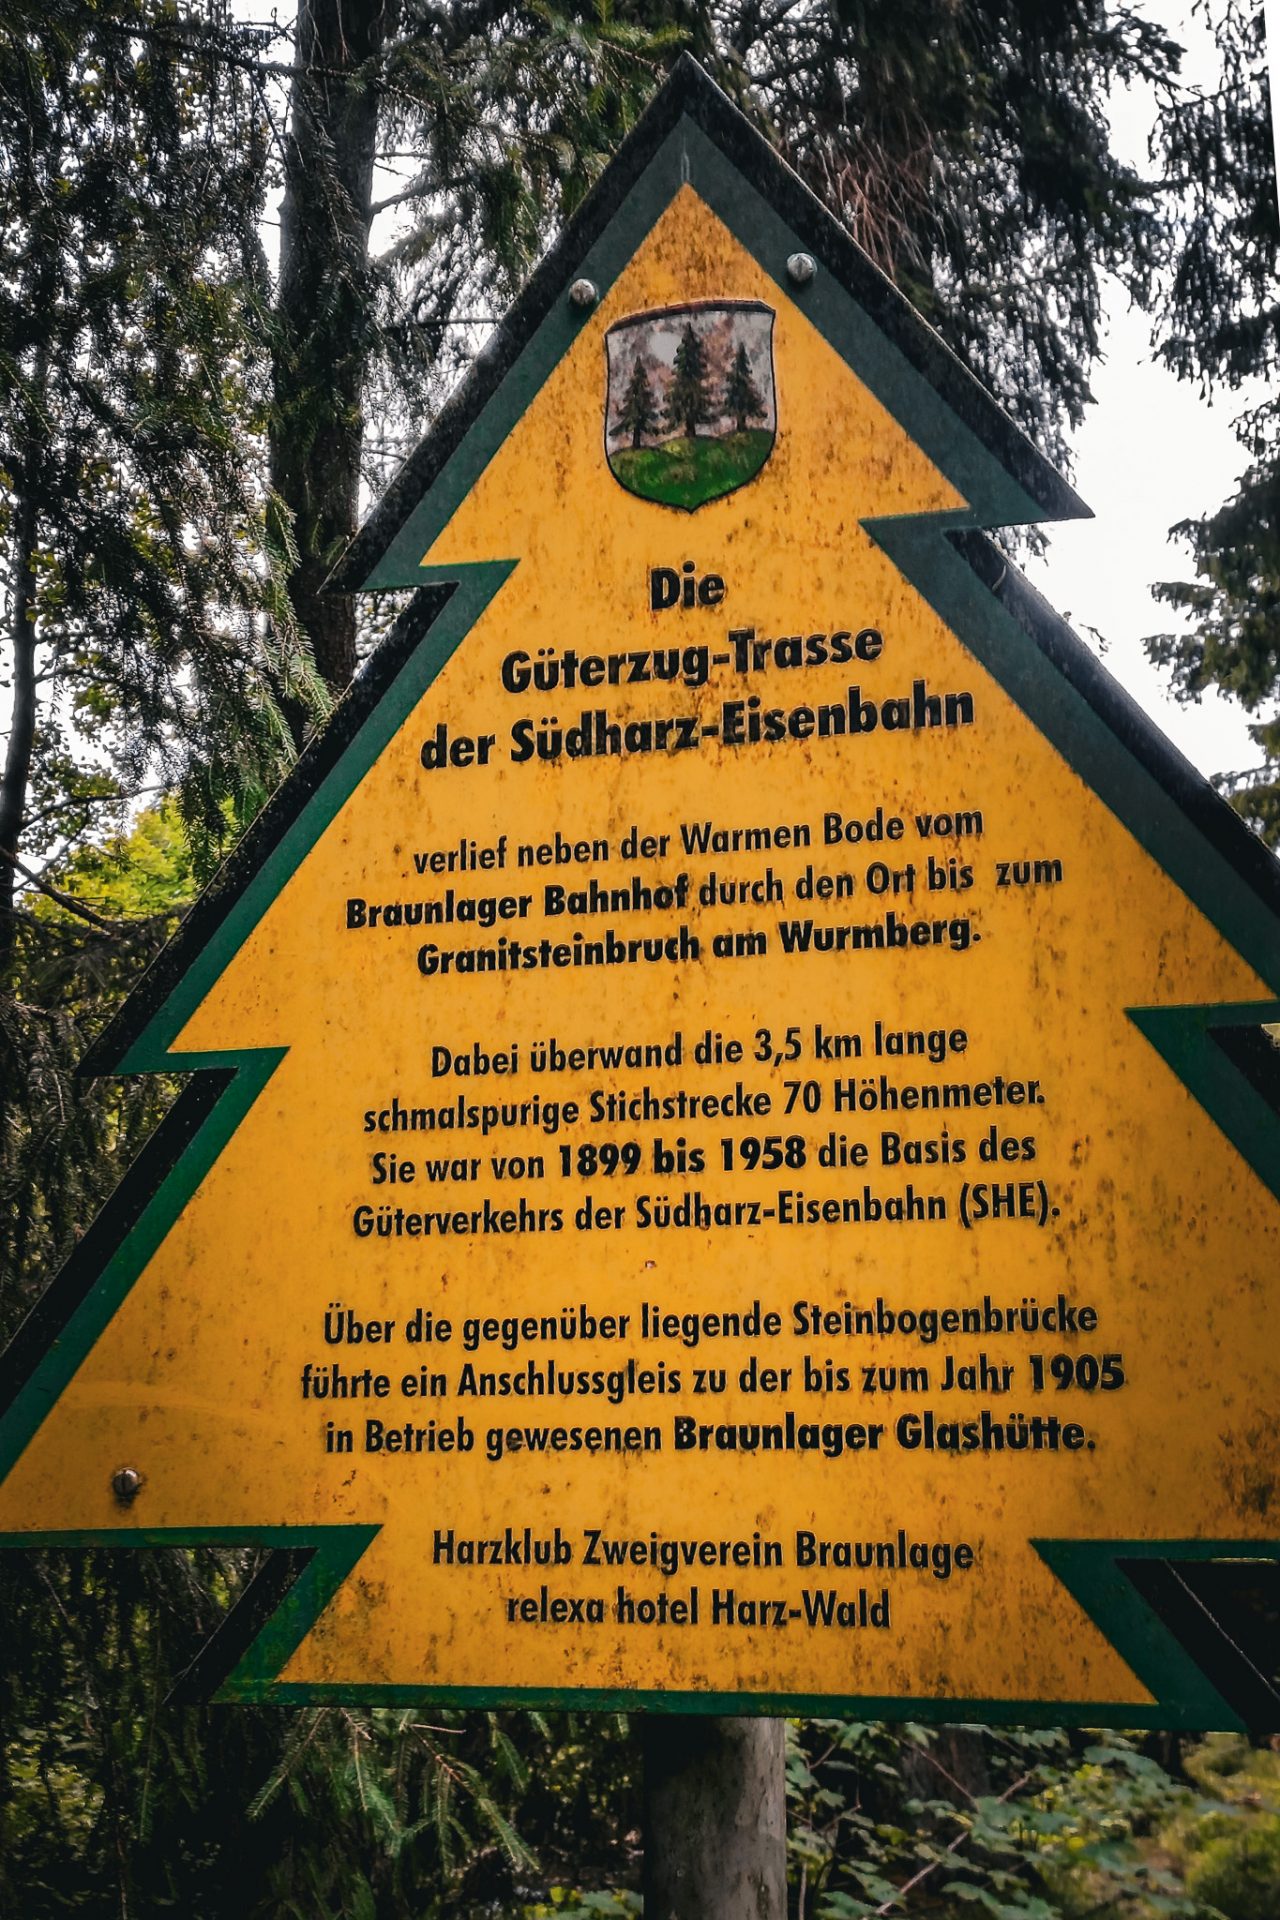 Die
Güterzug-Trasse
der Südharz-Eisenbahn
verlief neben der Warmen Bode vom
Braunlager Bahnhof durch den Ort bis zum
Granitsteinbruch am Wurmberg.
Dabei überwand die 3,5 km lange
schmalspurige Stichstrecke 70 Höhenmeter.
Sie war von 1899 bis 1958 die Basis des
Güterverkehrs der Südharz-Eisenbahn (SHE).
Über die gegenüber liegende Steinbogenbrücke
führte ein Anschlussgleis zu der bis zum Jahr 1905
in Betrieb gewesenen Braunlager Glashütte.
Harzklub Zweigverein Braunlage
relexa hotel Harz-Wald